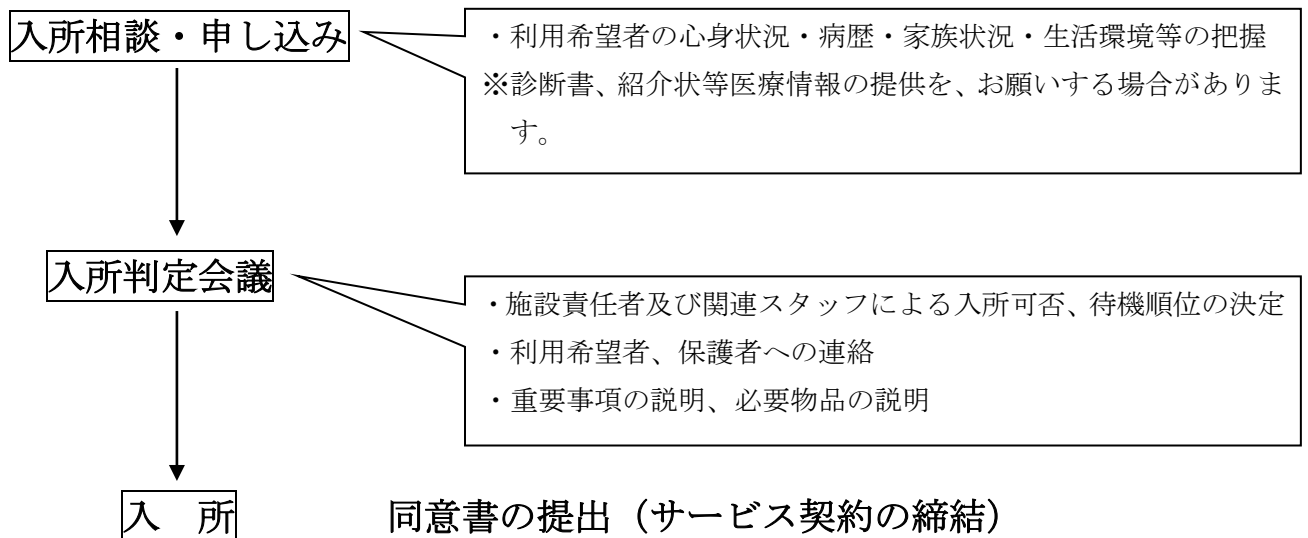 入所相談・申し込み
・利用希望者の心身状況・病歴・家族状況・生活環境等の把握
※診断書、紹介状等医療情報の提供を、お願いする場合がありま
す。
入所判定会議
・施設責任者及び関連スタッフによる入所可否、待機順位の決定
・利用希望者、保護者への連絡
・重要事項の説明、必要物品の説明
入　所
同意書の提出（サービス契約の締結）